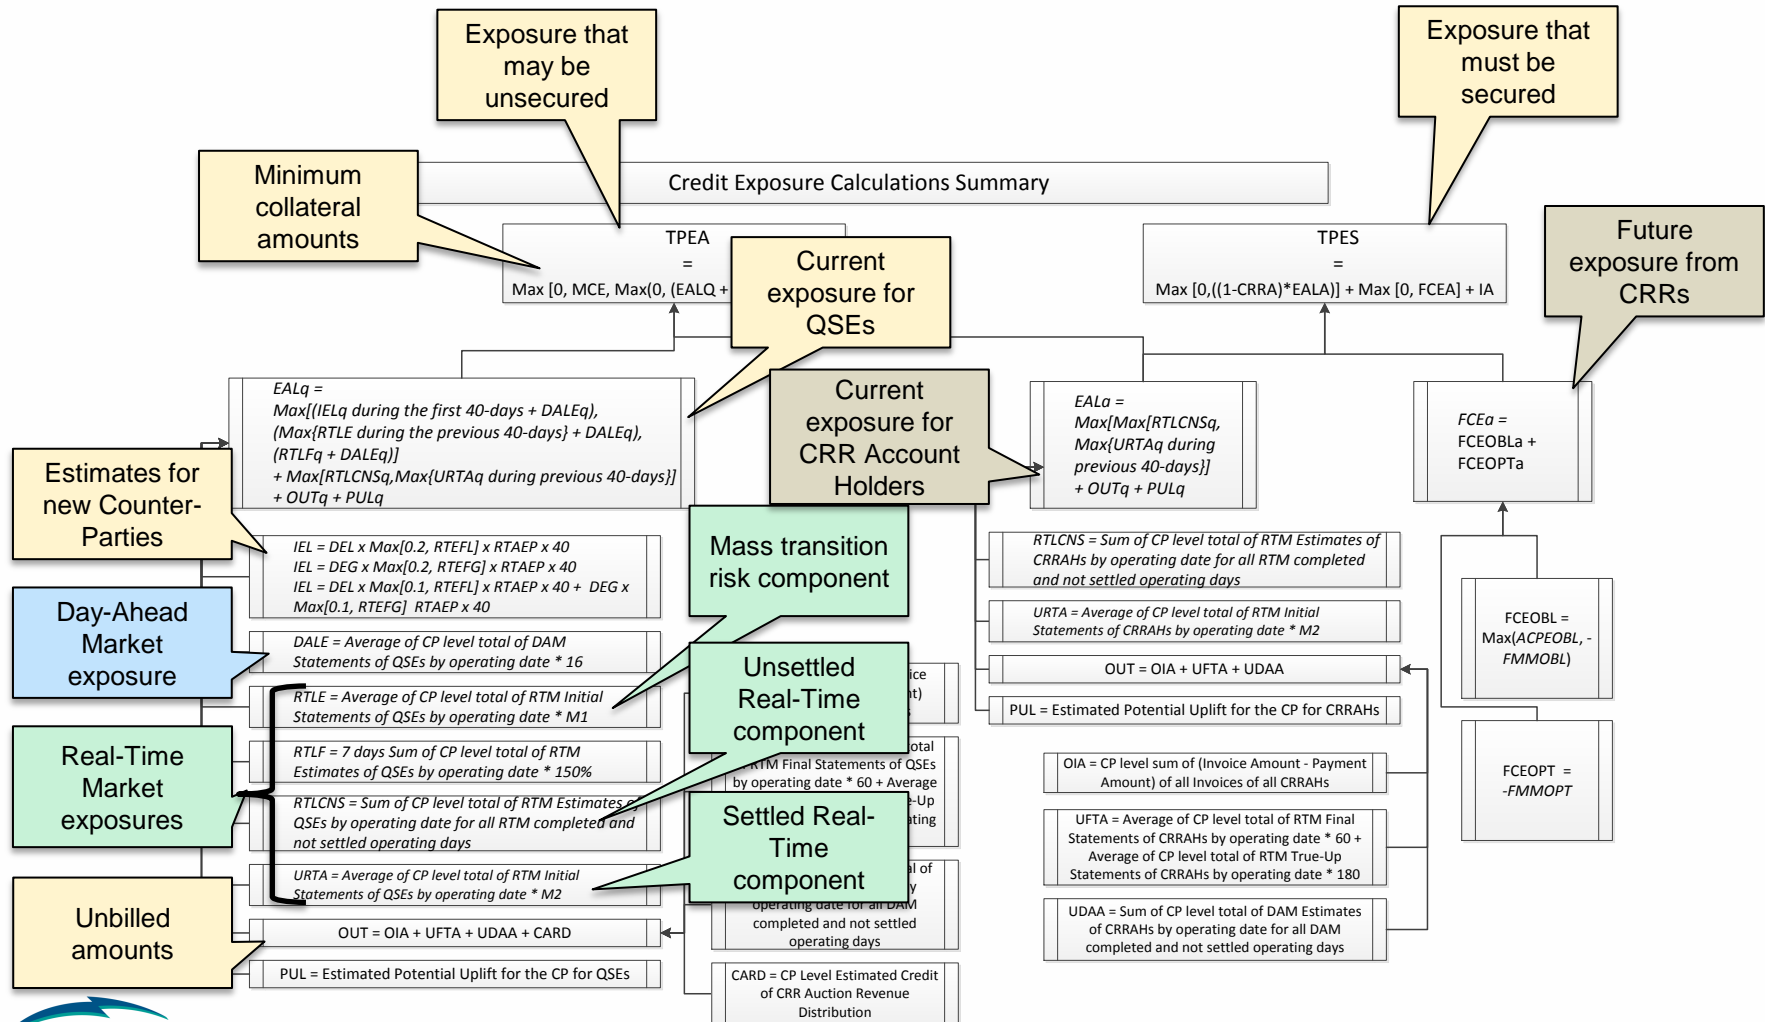 Exposure that
may be
unsecured
Exposure that
must be
secured
Minimum
collateral
amounts
Credit Exposure Calculations Summary
TPEA
=
Max [0, MCE, Max(0, (EALQ +
TPES
=
Max [0,((1-CRRA)*EALA)] + Max [0, FCEA] + IA
Future
exposure from
CRRs
Current
exposure for
QSEs
EALq =
Max[(IELq during the first 40-days + DALEq),
(Max{RTLE during the previous 40-days} + DALEq),
(RTLFq + DALEq)]
+ Max[RTLCNSq,Max{URTAq during previous 40-days}]
+ OUTq + PULq
Current
exposure for
CRR Account
Holders
EALa =
Max[Max[RTLCNSq,
Max{URTAq during
previous 40-days}]
+ OUTq + PULq
FCEa =
FCEOBLa +
FCEOPTa
Estimates for
new Counter-
Parties
IEL = DEL x Max[0.2, RTEFL] x RTAEP x 40
IEL = DEG x Max[0.2, RTEFG] x RTAEP x 40
IEL = DEL x Max[0.1, RTEFL] x RTAEP x 40 + DEG x
Max[0.1, RTEFG] RTAEP x 40
Mass transition
risk component
RTLCNS = Sum of CP level total of RTM Estimates of
CRRAHs by operating date for all RTM completed
and not settled operating days
Day-Ahead
Market
exposure
DALE = Average of CP level total of DAM
Statements of QSEs by operating date * 16
URTA = Average of CP level total of RTM Initial
Statements of CRRAHs by operating date * M2
FCEOBL =
Max(ACPEOBL, -
FMMOBL)
Unsettled
Real-Time
component
OUT = OIA + UFTA + UDAA
RTLE = Average of CP level total of RTM Initial
Statements of QSEs by operating date * M1
PUL = Estimated Potential Uplift for the CP for CRRAHs
Real-Time
Market
exposures
RTLF = 7 days Sum of CP level total of RTM
Estimates of QSEs by operating date * 150%
total
RTM Final Statements of QSEs
by operating date * 60 + Average
-Up
OIA = CP level sum of (Invoice Amount - Payment
Amount) of all Invoices of all CRRAHs
FCEOPT =
-FMMOPT
RTLCNS = Sum of CP level total of RTM Estimates of
QSEs by operating date for all RTM completed and
not settled operating days
Settled Real-
Time
component
UFTA = Average of CP level total of RTM Final
Statements of CRRAHs by operating date * 60 +
Average of CP level total of RTM True-Up
Statements of CRRAHs by operating date * 180
URTA = Average of CP level total of RTM Initial
Statements of QSEs by operating date * M2
operating date for all DAM
completed and not settled
operating days
Unbilled
amounts
OUT = OIA + UFTA + UDAA + CARD
UDAA = Sum of CP level total of DAM Estimates
of CRRAHs by operating date for all DAM
completed and not settled operating days
PUL = Estimated Potential Uplift for the CP for QSEs
CARD = CP Level Estimated Credit
of CRR Auction Revenue
Distribution